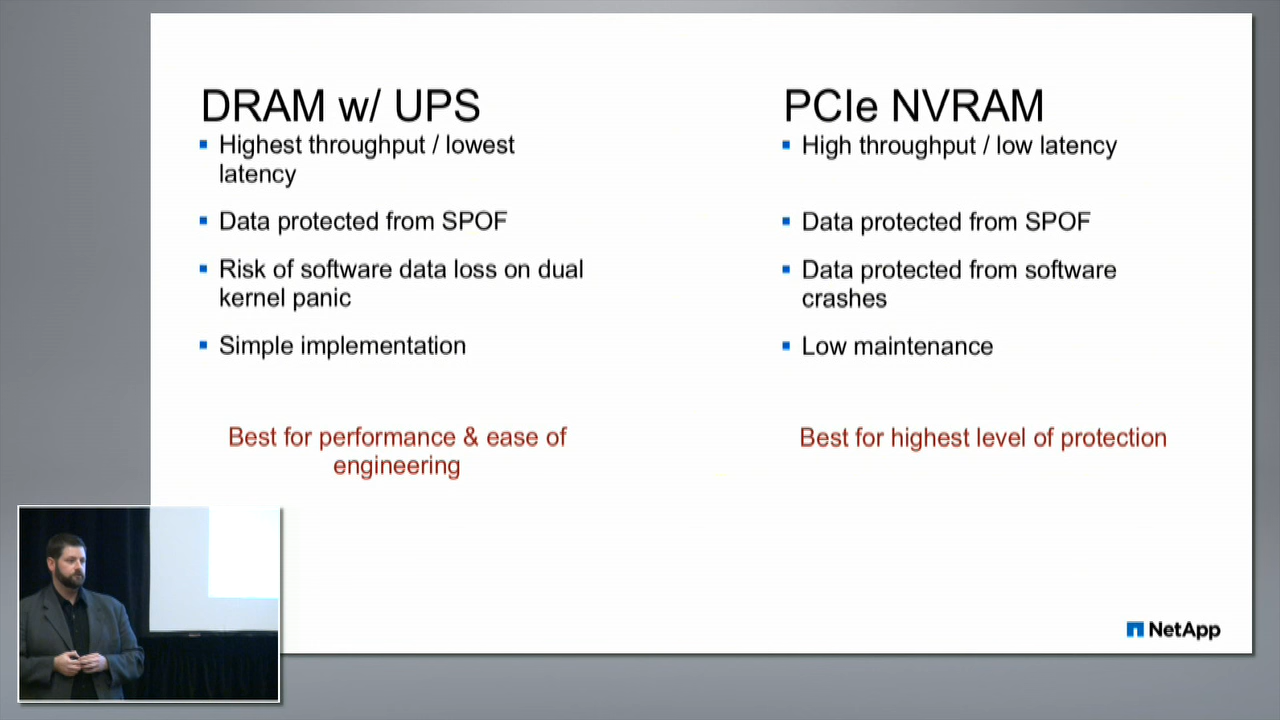 DRAM w/ UPS
Highest throughput / lowest
latency
Data protected from SPOF
Risk of software data loss on dual
kernel panic
Simple implementation
Best for performance & ease of
engineering
PCIe NVRAM
High throughput / low latency
Data protected from SPOF
Data protected from software
crashes
Low maintenance
Best for highest level of protection
NetApp